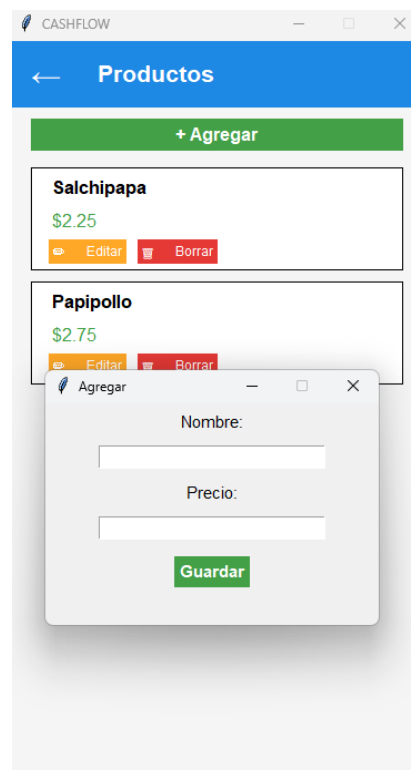 CASHFLOW
← Productos
+ Agregar
Salchipapa
$2.25
Editar Borrar
Papipollo
$2.75
Editar Borrar
Agregar
Nombre:
Precio:
Guardar